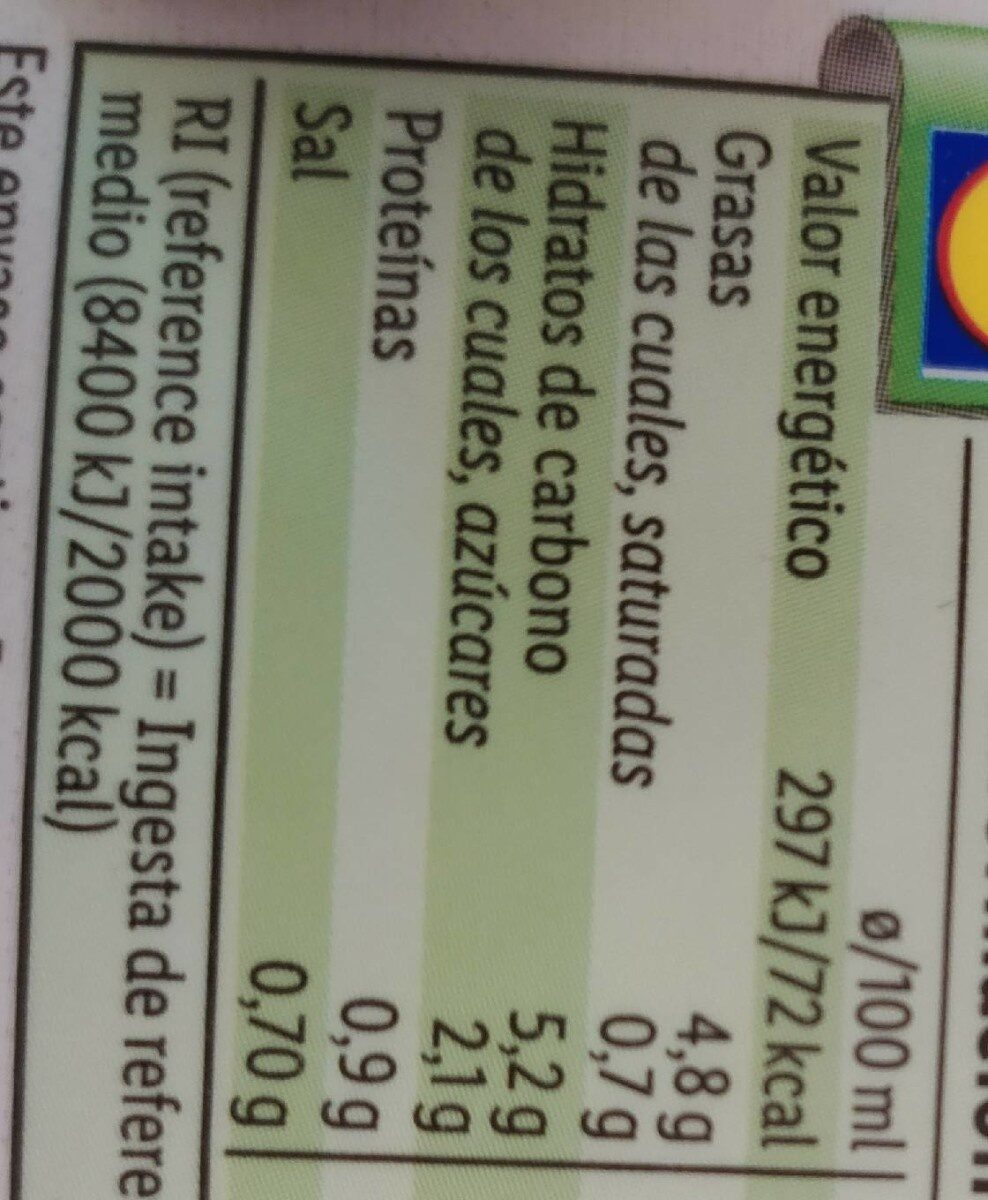 ø/100 ml
Valor energético 297 kJ/72 kcal
Grasas 4,8 g
de las cuales, saturadas 0,7 g
Hidratos de carbono 5,2 g
de los cuales, azúcares 2,1 g
Proteínas 0,9 g
Sal 0,70 g
RI (reference intake) = Ingesta de refere
medio (8400 kJ/2000 kcal)
Este